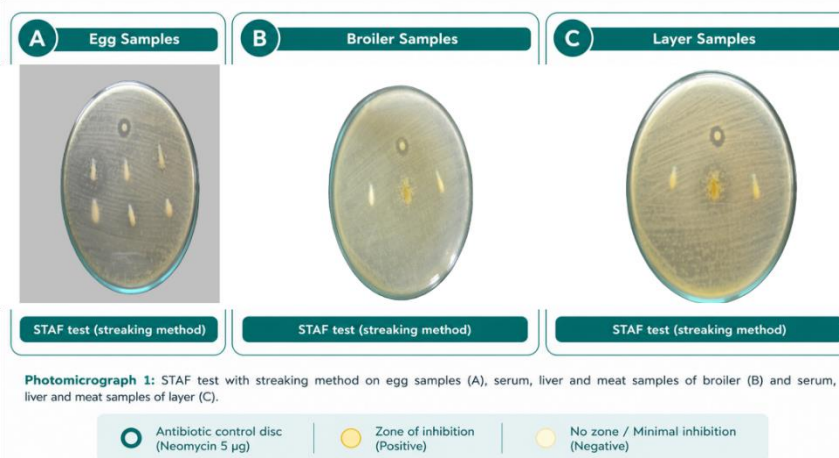 A Egg Samples
B Broiler Samples
C Layer Samples
STAF test (streaking method)
STAF test (streaking method)
STAF test (streaking method)
Photomicrograph 1: STAF test with streaking method on egg samples (A), serum, liver and meat samples of broiler (B) and serum,
liver and meat samples of layer (C).
Antibiotic control disc
(Neomycin 5 µg)
Zone of inhibition
(Positive)
No zone / Minimal inhibition
(Negative)